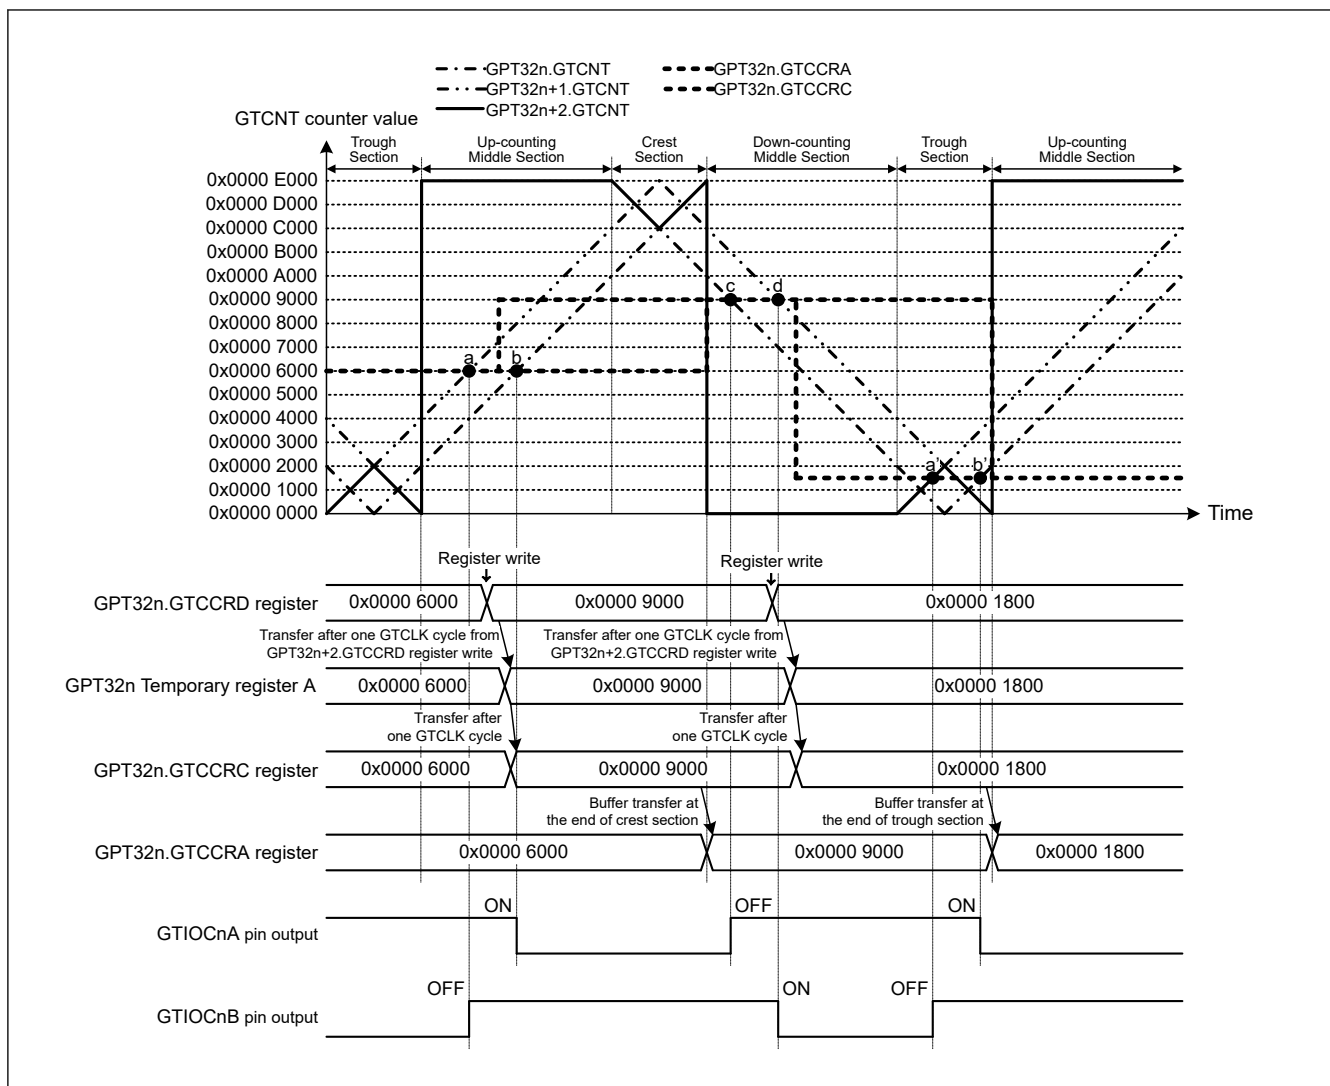 GPT32n.GTCNT
GPT32n.GTCCRA
GPT32n+1.GTCNT
GPT32n.GTCCRC
GPT32n+2.GTCNT
GTCNT counter value
Trough
Section
Up-counting
Middle Section
Crest
Section
Down-counting
Middle Section
Trough
Section
Up-counting
Middle Section
0x0000 E000
0x0000 D000
0x0000 C000
0x0000 B000
0x0000 A000
0x0000 9000
c
d
0x0000 8000
0x0000 7000
a
b
0x0000 6000
0x0000 5000
0x0000 4000
0x0000 3000
0x0000 2000
a'
b'
0x0000 1000
0x0000 0000
Time
Register write
Register write
GPT32n.GTCCRD register
0x0000 6000
0x0000 9000
0x0000 1800
Transfer after one GTCLK cycle from
GPT32n+2.GTCCRD register write
Transfer after one GTCLK cycle from
GPT32n+2.GTCCRD register write
GPT32n Temporary register A
0x0000 6000
0x0000 9000
0x0000 1800
Transfer after
one GTCLK cycle
Transfer after
one GTCLK cycle
GPT32n.GTCCRC register
0x0000 6000
0x0000 9000
0x0000 1800
Buffer transfer at
the end of crest section
Buffer transfer at
the end of trough section
GPT32n.GTCCRA register
0x0000 6000
0x0000 9000
0x0000 1800
ON
OFF
ON
GTIOCnA pin output
OFF
ON
OFF
GTIOCnB pin output